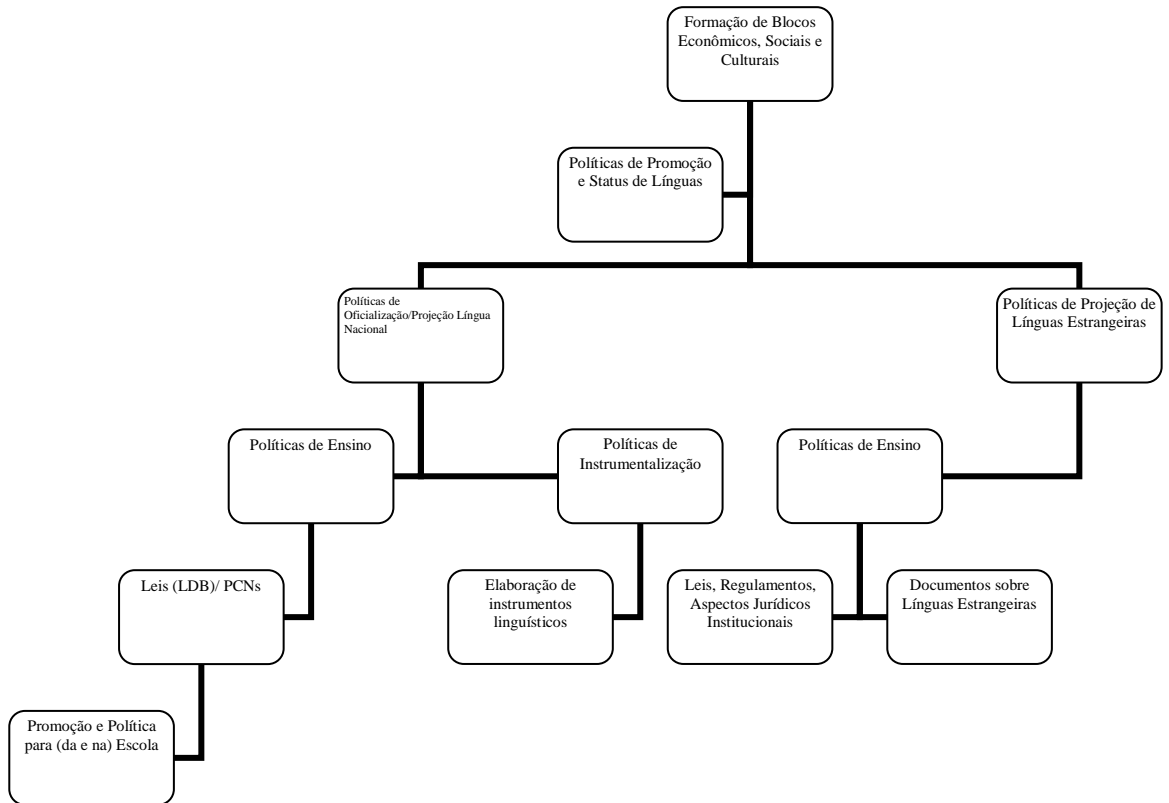 Formação de Blocos
Econômicos, Sociais e
Culturais
Políticas de Promoção
e Status de Línguas
Políticas de
Oficialização/Projeção Língua
Nacional
Políticas de Projeção de
Línguas Estrangeiras
Políticas de Ensino
Políticas de
Instrumentalização
Políticas de Ensino
Leis (LDB)/ PCNs
Elaboração de
instrumentos
linguísticos
Leis, Regulamentos,
Aspectos Jurídicos
Institucionais
Documentos sobre
Línguas Estrangeiras
Promoção e Política
para (da e na) Escola